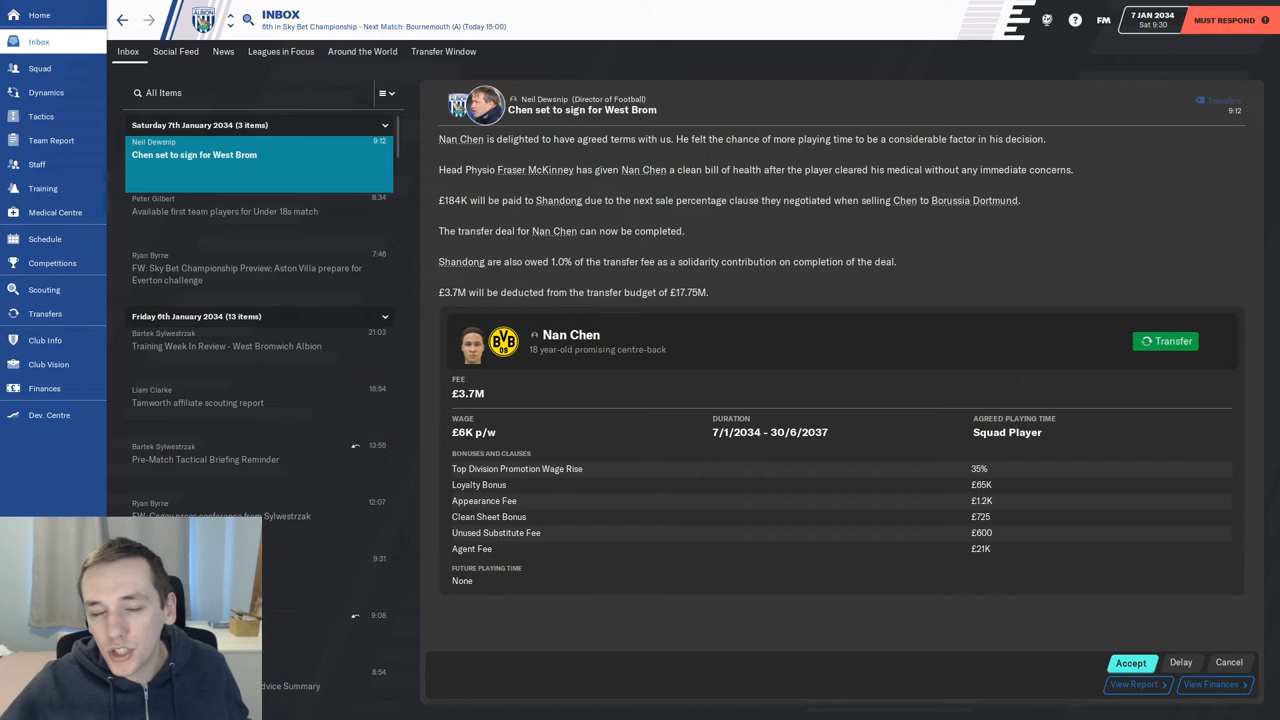 Home
Inbox
Squad
Dynamics
Tactics
Team Report
Staff
Training
Medical Centre
Schedule
Competitions
Scouting
Transfers
Club Info
Club Vision
Finances
Dev. Centre
ALBION
INBOX
6th in Sky Bet Championship - Next Match: Bournemouth (A) (Today 15:00)
?
FM
7 JAN 2034
Sat 9:30
MUST RESPOND
Inbox
Social Feed
News
Leagues in Focus
Around the World
Transfer Window
All Items
Saturday 7th January 2034 (3 items)
Neil Dewsnip
9:12
Chen set to sign for West Brom
Peter Gilbert
8:34
Available first team players for Under 18s match
Ryan Byrne
7:46
FW: Sky Bet Championship Preview: Aston Villa prepare for
Everton challenge
Friday 6th January 2034 (13 items)
Bartek Sylwestrzak
21:03
Training Week In Review - West Bromwich Albion
Liam Clarke
16:54
Tamworth affiliate scouting report
Bartek Sylwestrzak
13:55
Pre-Match Tactical Briefing Reminder
Ryan Byrne
12:07
FW: Cagey press conference from Sylwestrzak
9:31
9:08
8:54
dvice Summary
Neil Dewsnip (Director of Football)
Chen set to sign for West Brom
Transfers
9:12
Nan Chen is delighted to have agreed terms with us. He felt the chance of more playing time to be a considerable factor in his decision.
Head Physio Fraser McKinney has given Nan Chen a clean bill of health after the player cleared his medical without any immediate concerns.
£184K will be paid to Shandong due to the next sale percentage clause they negotiated when selling Chen to Borussia Dortmund.
The transfer deal for Nan Chen can now be completed.
Shandong are also owed 1.0% of the transfer fee as a solidarity contribution on completion of the deal.
£3.7M will be deducted from the transfer budget of £17.75M.
BVB
09
Nan Chen
18 year-old promising centre-back
Transfer
FEE
£3.7M
WAGE
DURATION
AGREED PLAYING TIME
£6K p/w
7/1/2034 - 30/6/2037
Squad Player
BONUSES AND CLAUSES
Top Division Promotion Wage Rise
35%
Loyalty Bonus
£65K
Appearance Fee
£1.2K
Clean Sheet Bonus
£725
Unused Substitute Fee
£600
Agent Fee
£21K
FUTURE PLAYING TIME
None
Accept
Delay
Cancel
View Report
View Finances